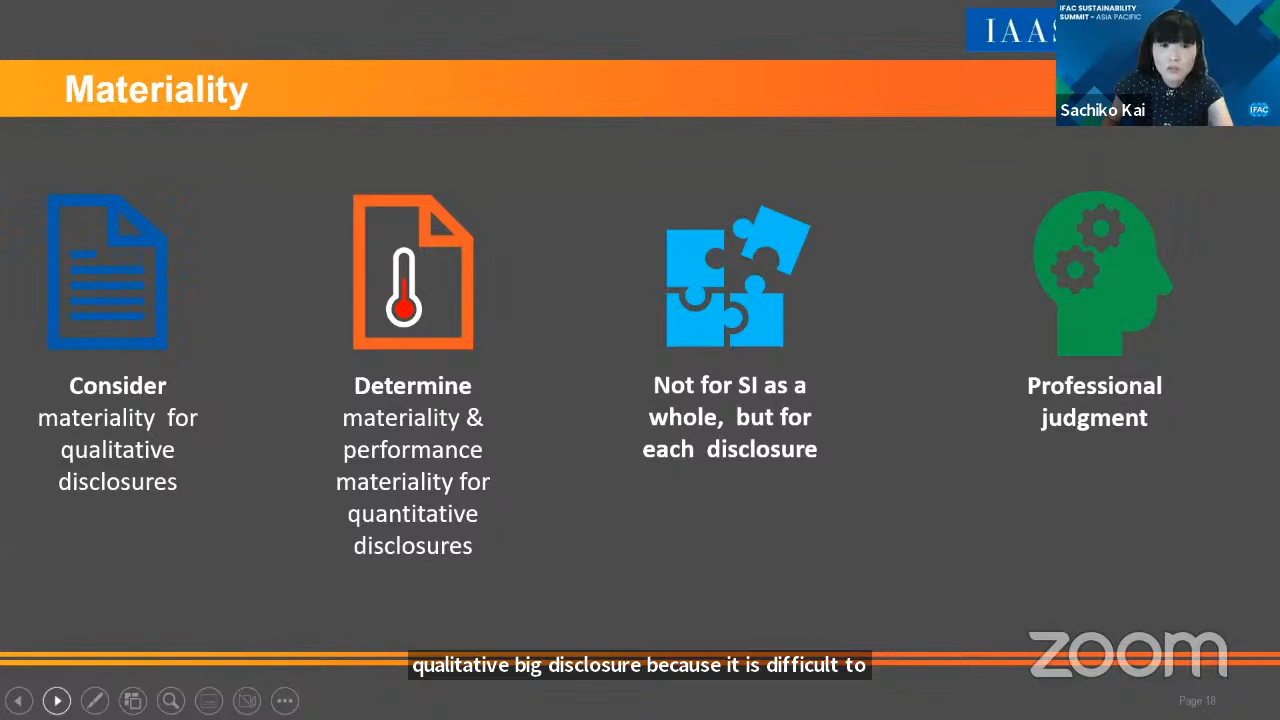 IFAC SUSTAINABILITY
SUMMIT - ASIA PACIFIC
IAAS
Materiality
Sachiko Kai
IFAC
Consider
materiality for
qualitative
disclosures
Determine
materiality &
performance
materiality for
quantitative
disclosures
Not for SI as a
whole, but for
each disclosure
Professional
judgment
qualitative big disclosure because it is difficult to
zoom
Page 18